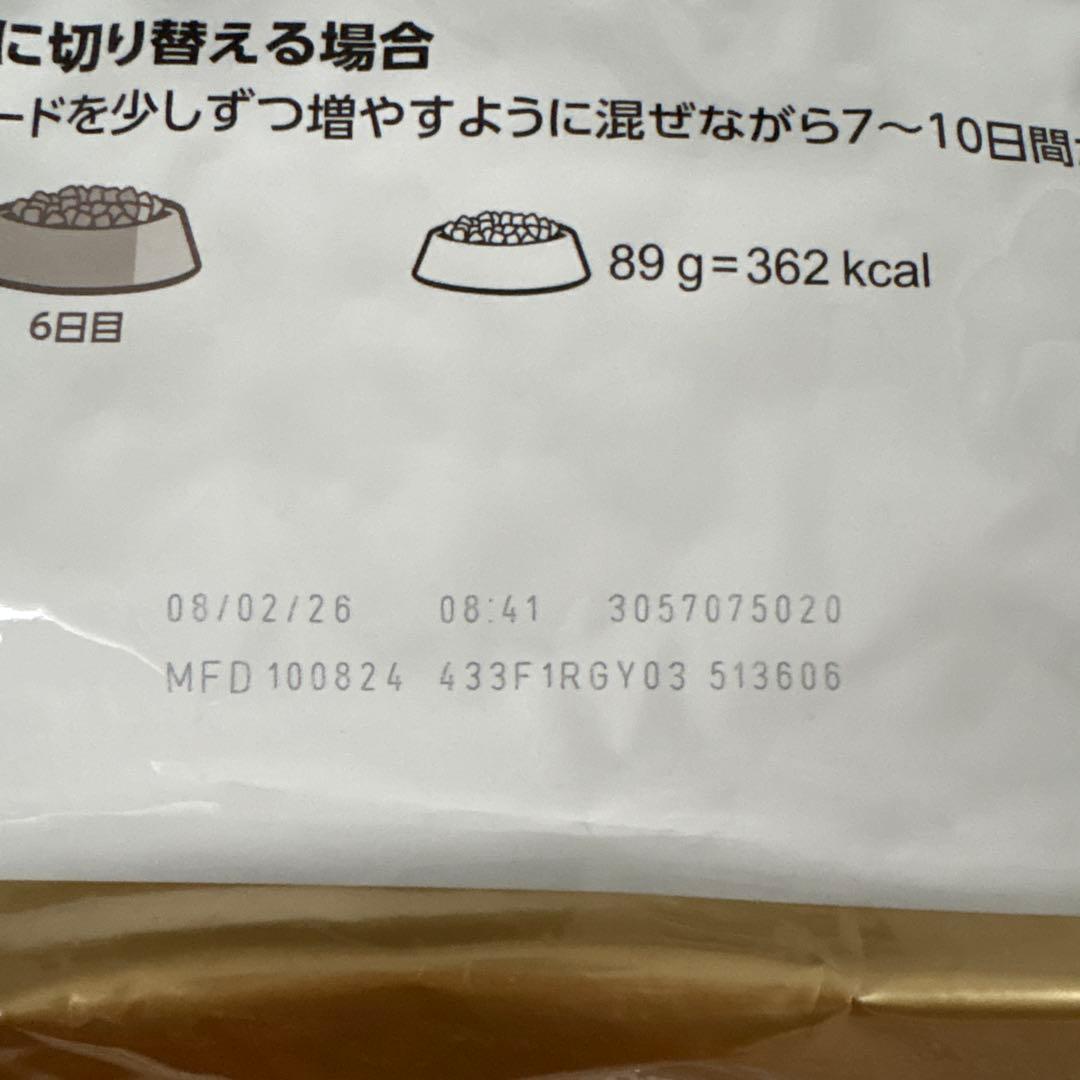 に切り替える場合
ードを少しずつ増やすように混ぜながら7～10日間
89 g=362 kcal
6日目
08/02/26 08:41 3057075020
MFD 100824 433F1RGY03 513606